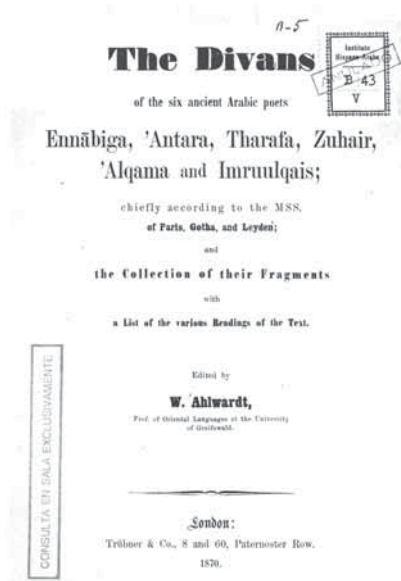 A-5
The Divans
Instituto
Hispano Arabe
B 43
V
of the six ancient Arabic poets
Ennābiga, 'Antara, Tharafa, Zuhair,
'Alqama and Imruulqais;
chiefly according to the MSS.
of Paris, Gotha, and Leyden;
and
the Collection of their Fragments
with
a List of the various Readings of the Text.
Edited by
W. Ahlwardt,
Prof. of Oriental Languages at the University
of Greifswald.
CONSULTA EN SALA EXCLUSIVAMENTE
London:
Trübner & Co., 8 and 60, Paternoster Row.
1870.